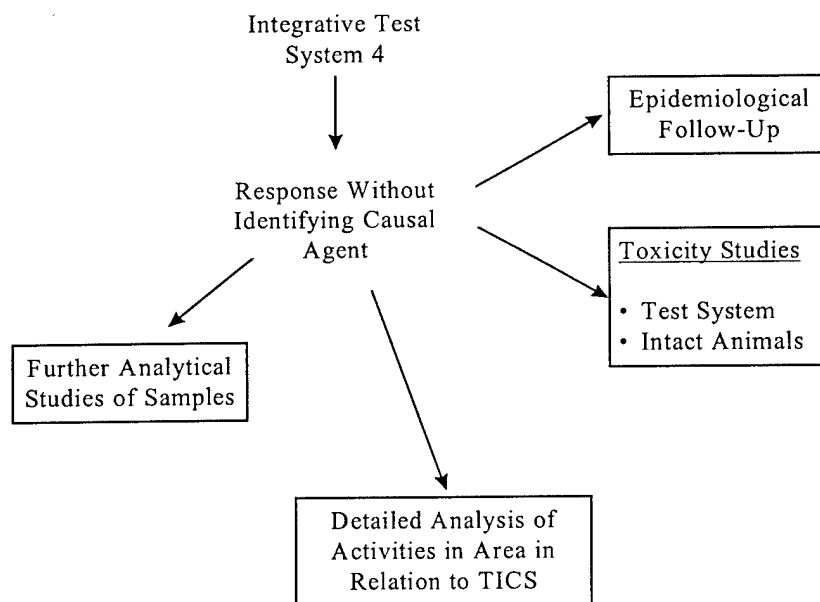 Integrative Test
System 4
Epidemiological
Follow-Up
Response Without
Identifying Causal
Agent
Toxicity Studies
• Test System
• Intact Animals
Further Analytical
Studies of Samples
Detailed Analysis of
Activities in Area in
Relation to TICS